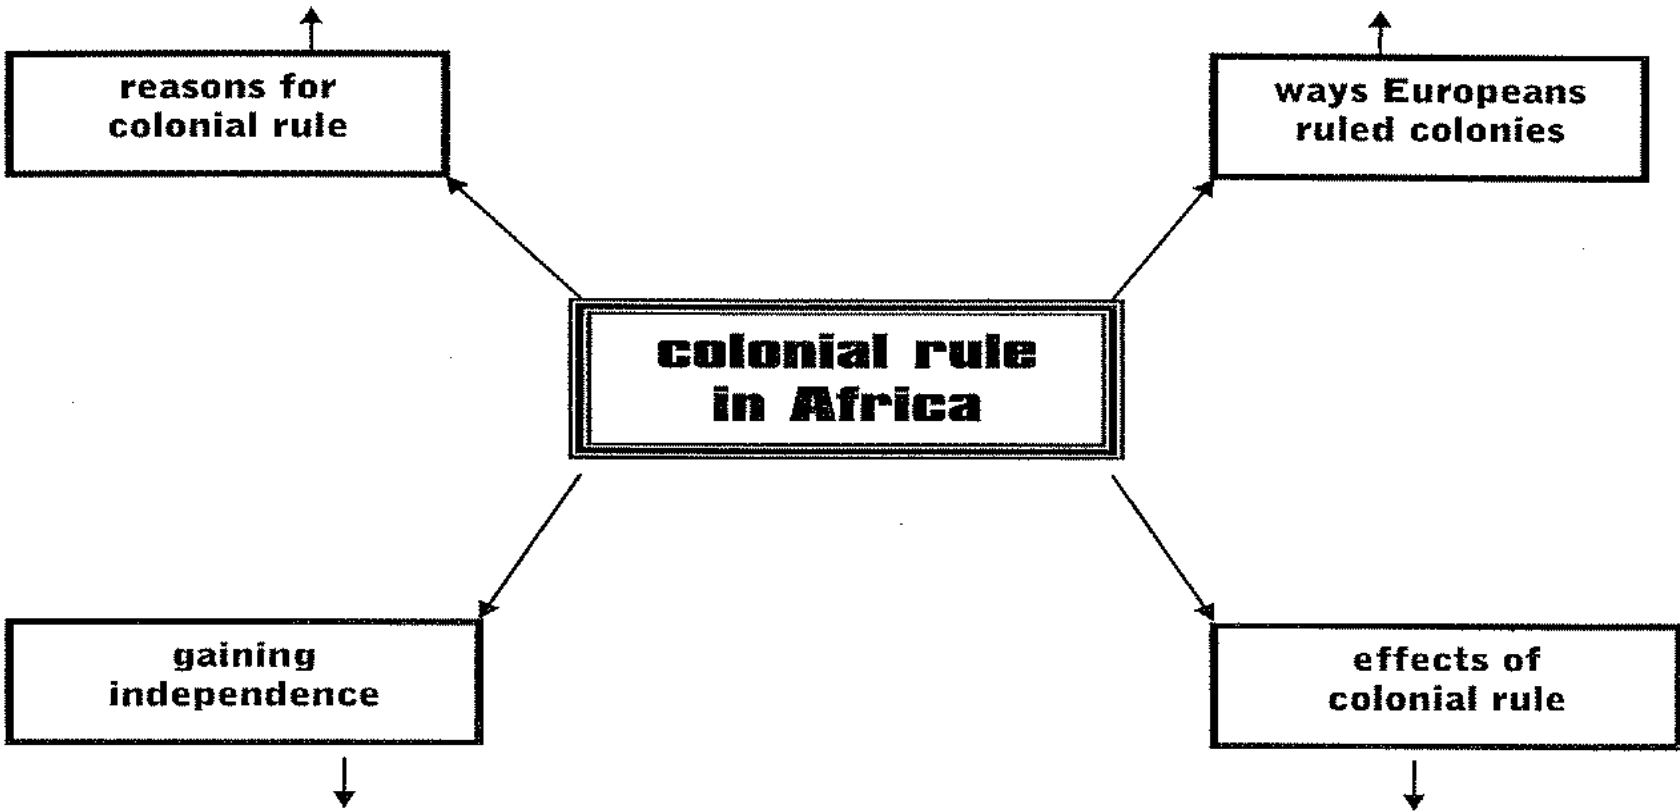 reasons for
colonial rule
ways Europeans
ruled colonies
colonial rule
in Africa
gaining
independence
effects of
colonial rule